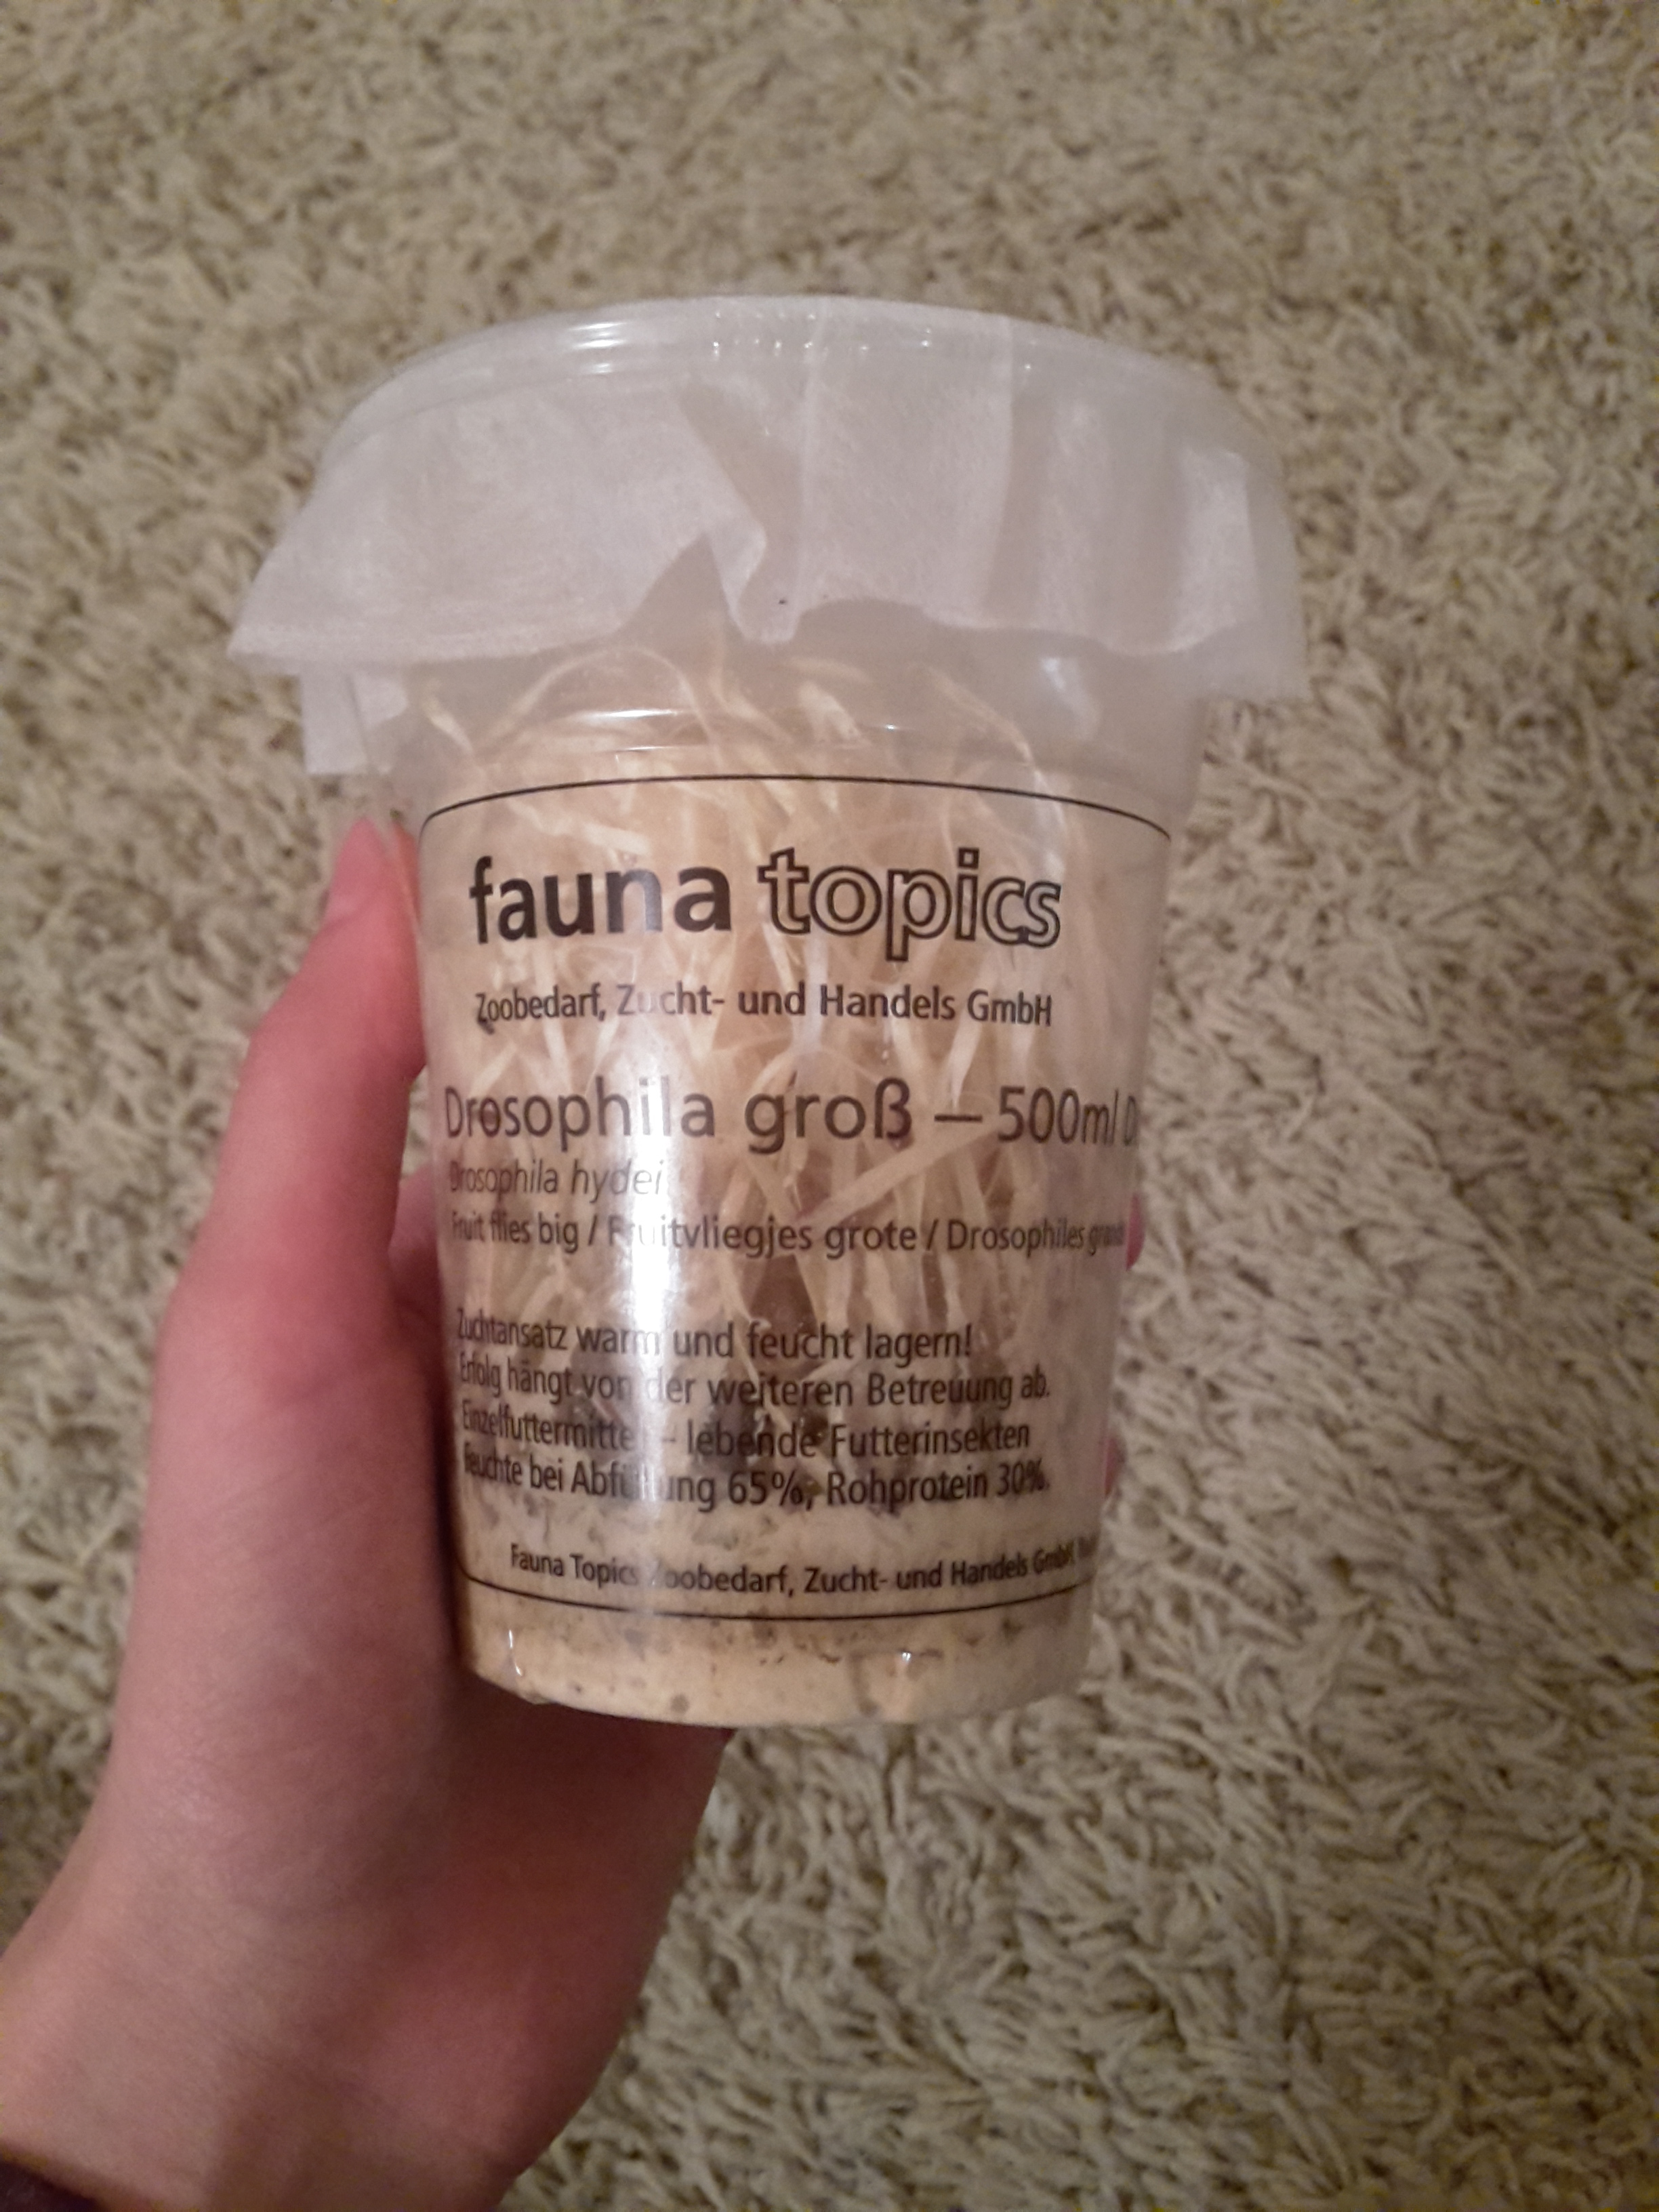 fauna topics
Zoobedarf, Zucht- und Handels GmbH
Drosophila groß – 500ml
Drosophila hydei
Fruit flies big / Fruitvliegjes grote / Drosophiles
Zuchtansatz warm und feucht lagern!
Erfolg hängt von der weiteren Betreuung ab.
Einzelfuttermittel - lebende Futterinsekten
Feuchte bei Abfüllung 65%, Rohprotein 30%.
Fauna Topics Zoobedarf, Zucht- und Handels GmbH